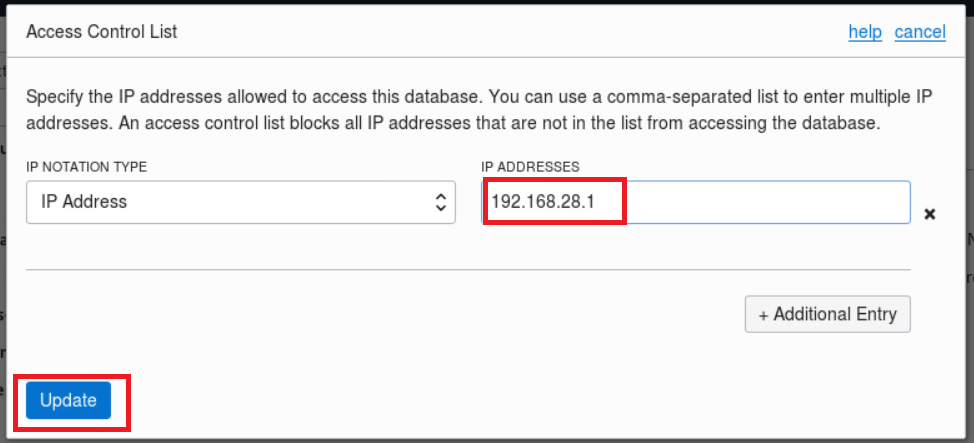 Access Control List
help cancel
Specify the IP addresses allowed to access this database. You can use a comma-separated list to enter multiple IP
addresses. An access control list blocks all IP addresses that are not in the list from accessing the database.
IP NOTATION TYPE
IP ADDRESSES
IP Address
192.168.28.1
+ Additional Entry
Update